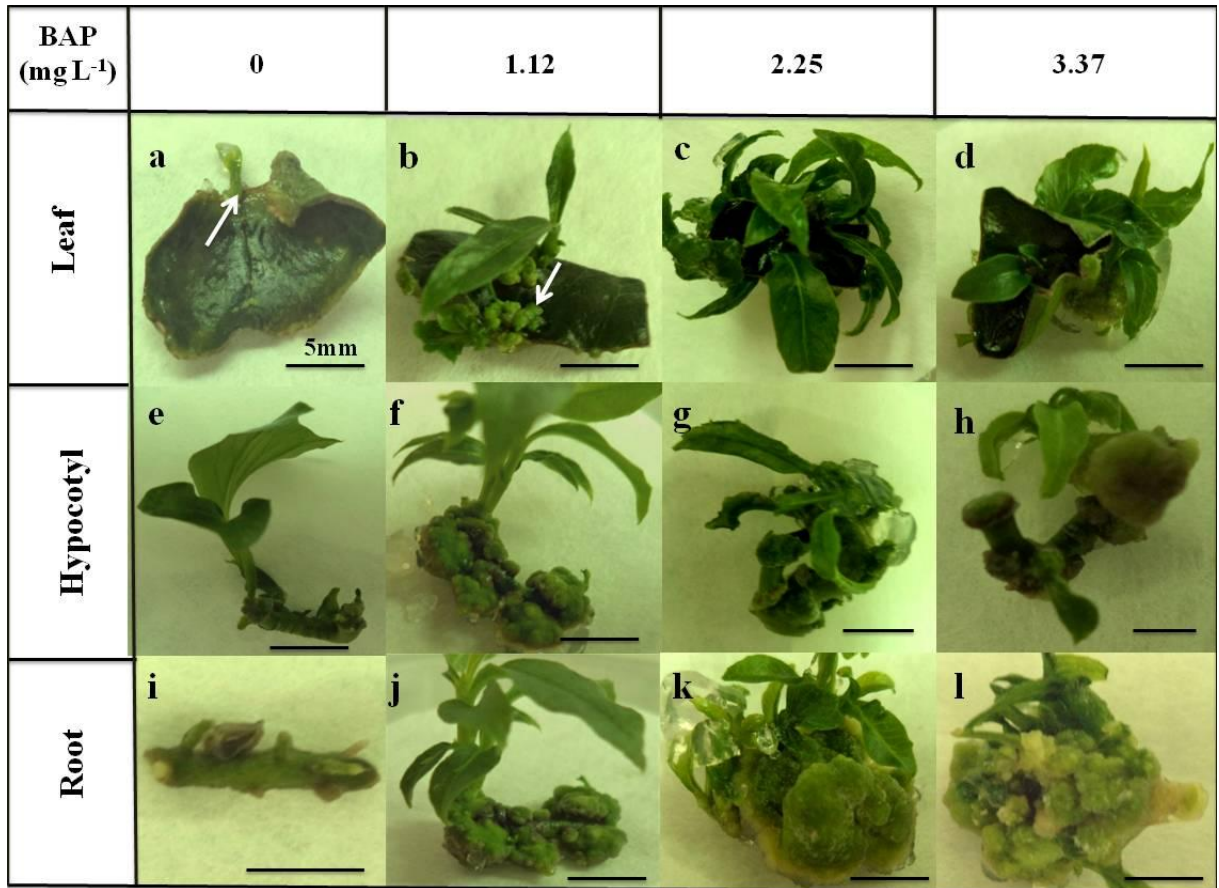 BAP
(mg L⁻¹)
0
1.12
2.25
3.37
Leaf
a
5mm
b
c
d
Hypocotyl
e
f
g
h
Root
i
j
k
l